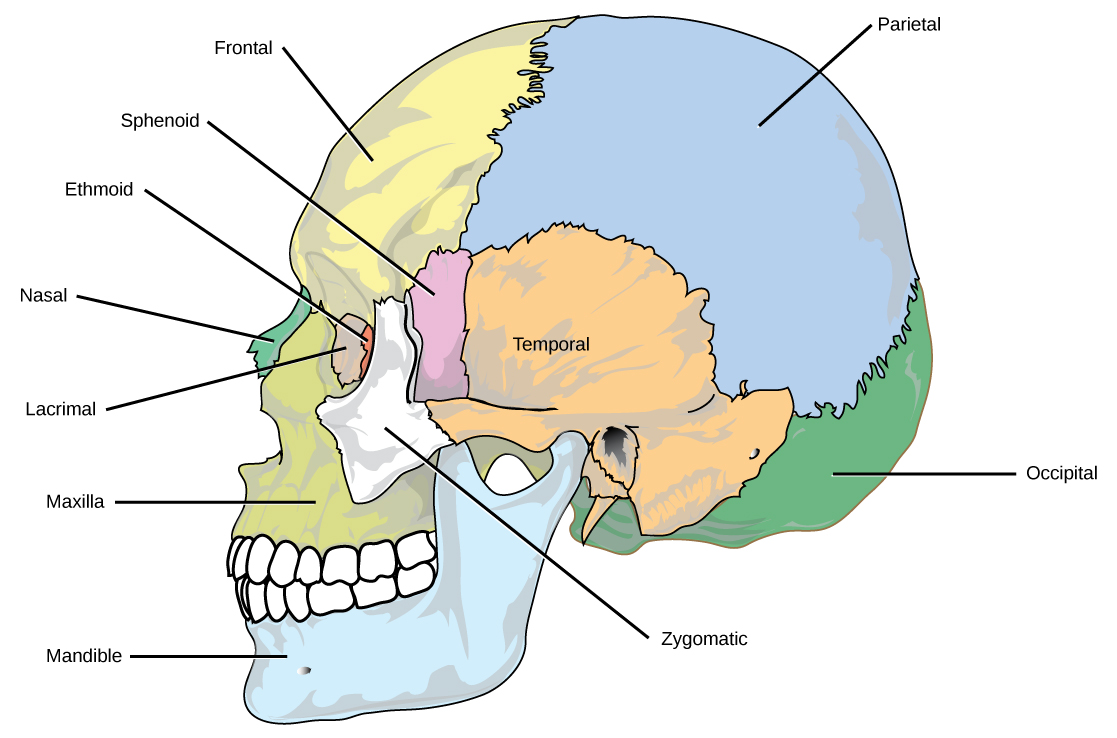 Parietal
Frontal
Sphenoid
Ethmoid
Nasal
Temporal
Lacrimal
Occipital
Maxilla
Zygomatic
Mandible